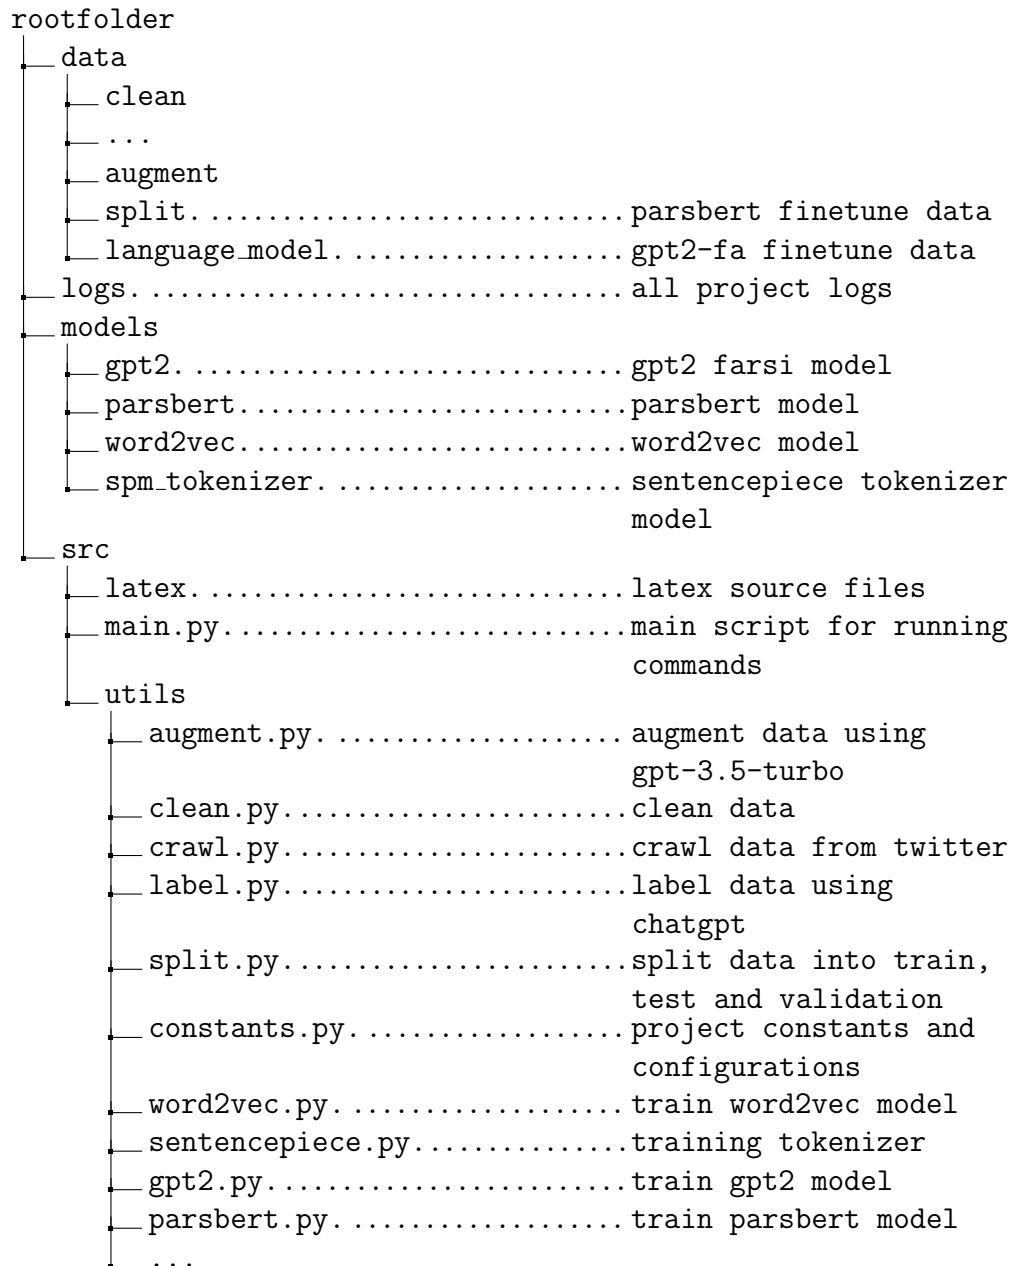 rootfolder
data
clean
...
augment
split. ............................ parsbert finetune data
language_model. ................... gpt2-fa finetune data
logs. ................................ all project logs
models
gpt2. ............................. gpt2 farsi model
parsbert..........................parsbert model
word2vec..........................word2vec model
spm_tokenizer. .................... sentencepiece tokenizer
model
src
latex. ............................ latex source files
main.py...........................main script for running
commands
utils
augment.py. .................... augment data using
gpt-3.5-turbo
clean.py.......................clean data
crawl.py.......................crawl data from twitter
label.py.......................label data using
chatgpt
split.py.......................split data into train,
test and validation
constants.py. .................. project constants and
configurations
word2vec.py. ................... train word2vec model
sentencepiece.py...............training tokenizer
gpt2.py........................train gpt2 model
parsbert.py. ................... train parsbert model
...